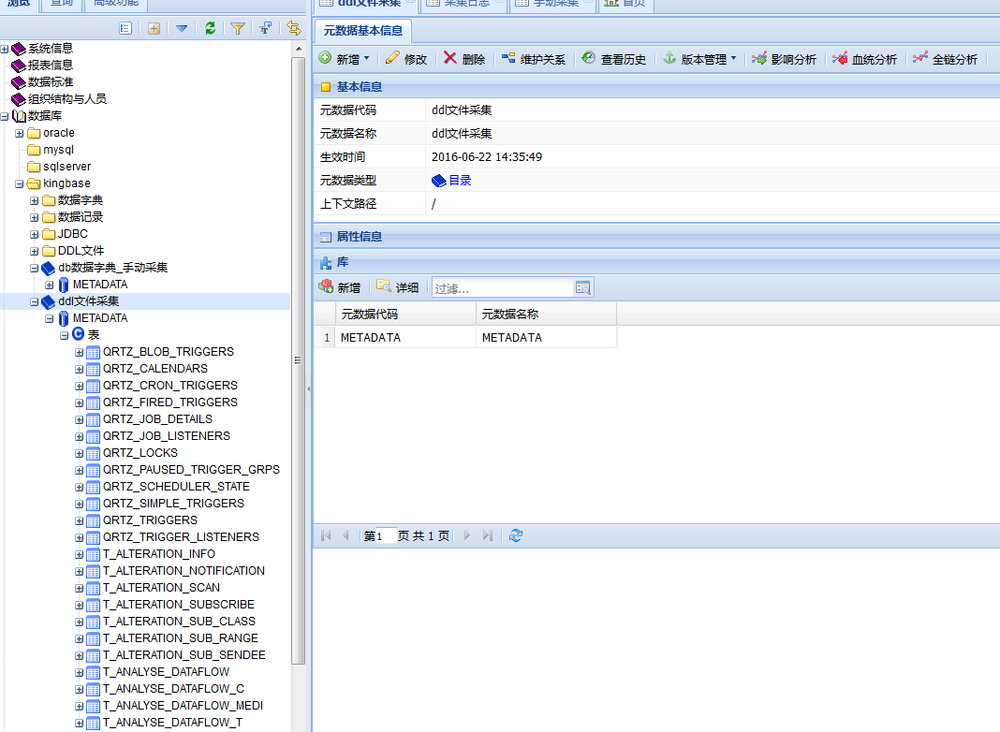 浏览 查询 高级功能
系统信息
报表信息
数据标准
组织结构与人员
数据库
oracle
mysql
sqlserver
kingbase
数据字典
数据记录
JDBC
DDL文件
db数据字典_手动采集
METADATA
ddl文件采集
METADATA
表
QRTZ_BLOB_TRIGGERS
QRTZ_CALENDARS
QRTZ_CRON_TRIGGERS
QRTZ_FIRED_TRIGGERS
QRTZ_JOB_DETAILS
QRTZ_JOB_LISTENERS
QRTZ_LOCKS
QRTZ_PAUSED_TRIGGER_GRPS
QRTZ_SCHEDULER_STATE
QRTZ_SIMPLE_TRIGGERS
QRTZ_TRIGGERS
QRTZ_TRIGGER_LISTENERS
T_ALTERATION_INFO
T_ALTERATION_NOTIFICATION
T_ALTERATION_SCAN
T_ALTERATION_SUBSCRIBE
T_ALTERATION_SUB_CLASS
T_ALTERATION_SUB_RANGE
T_ALTERATION_SUB_SENDEE
T_ANALYSE_DATAFLOW
T_ANALYSE_DATAFLOW_C
T_ANALYSE_DATAFLOW_MEDI
T_ANALYSE_DATAFLOW_T
ddl文件采集 采集日志 手动采集 首页
元数据基本信息
新增 修改 删除 维护关系 查看历史 版本管理 影响分析 血统分析 全链分析
基本信息
元数据代码 ddl文件采集
元数据名称 ddl文件采集
生效时间 2016-06-22 14:35:49
元数据类型 目录
上下文路径 /
属性信息
库
新增 详细 过滤...
元数据代码 元数据名称
1 METADATA METADATA
第1 页 共 1 页